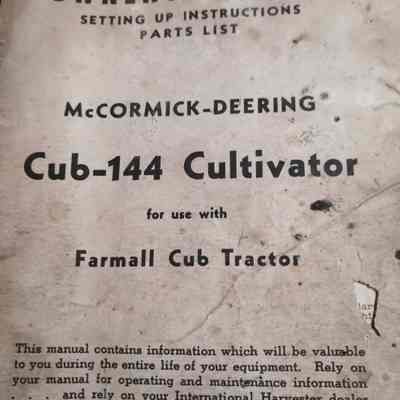 SETTING UP INSTRUCTIONS
PARTS LIST
McCORMICK-DEERING
Cub-144 Cultivator
for use with
Farmall Cub Tractor
This manual contains information which will be valuable
to you during the entire life of your equipment. Rely on
your manual for operating and maintenance information
. . . . and rely on your International Harvester dealer